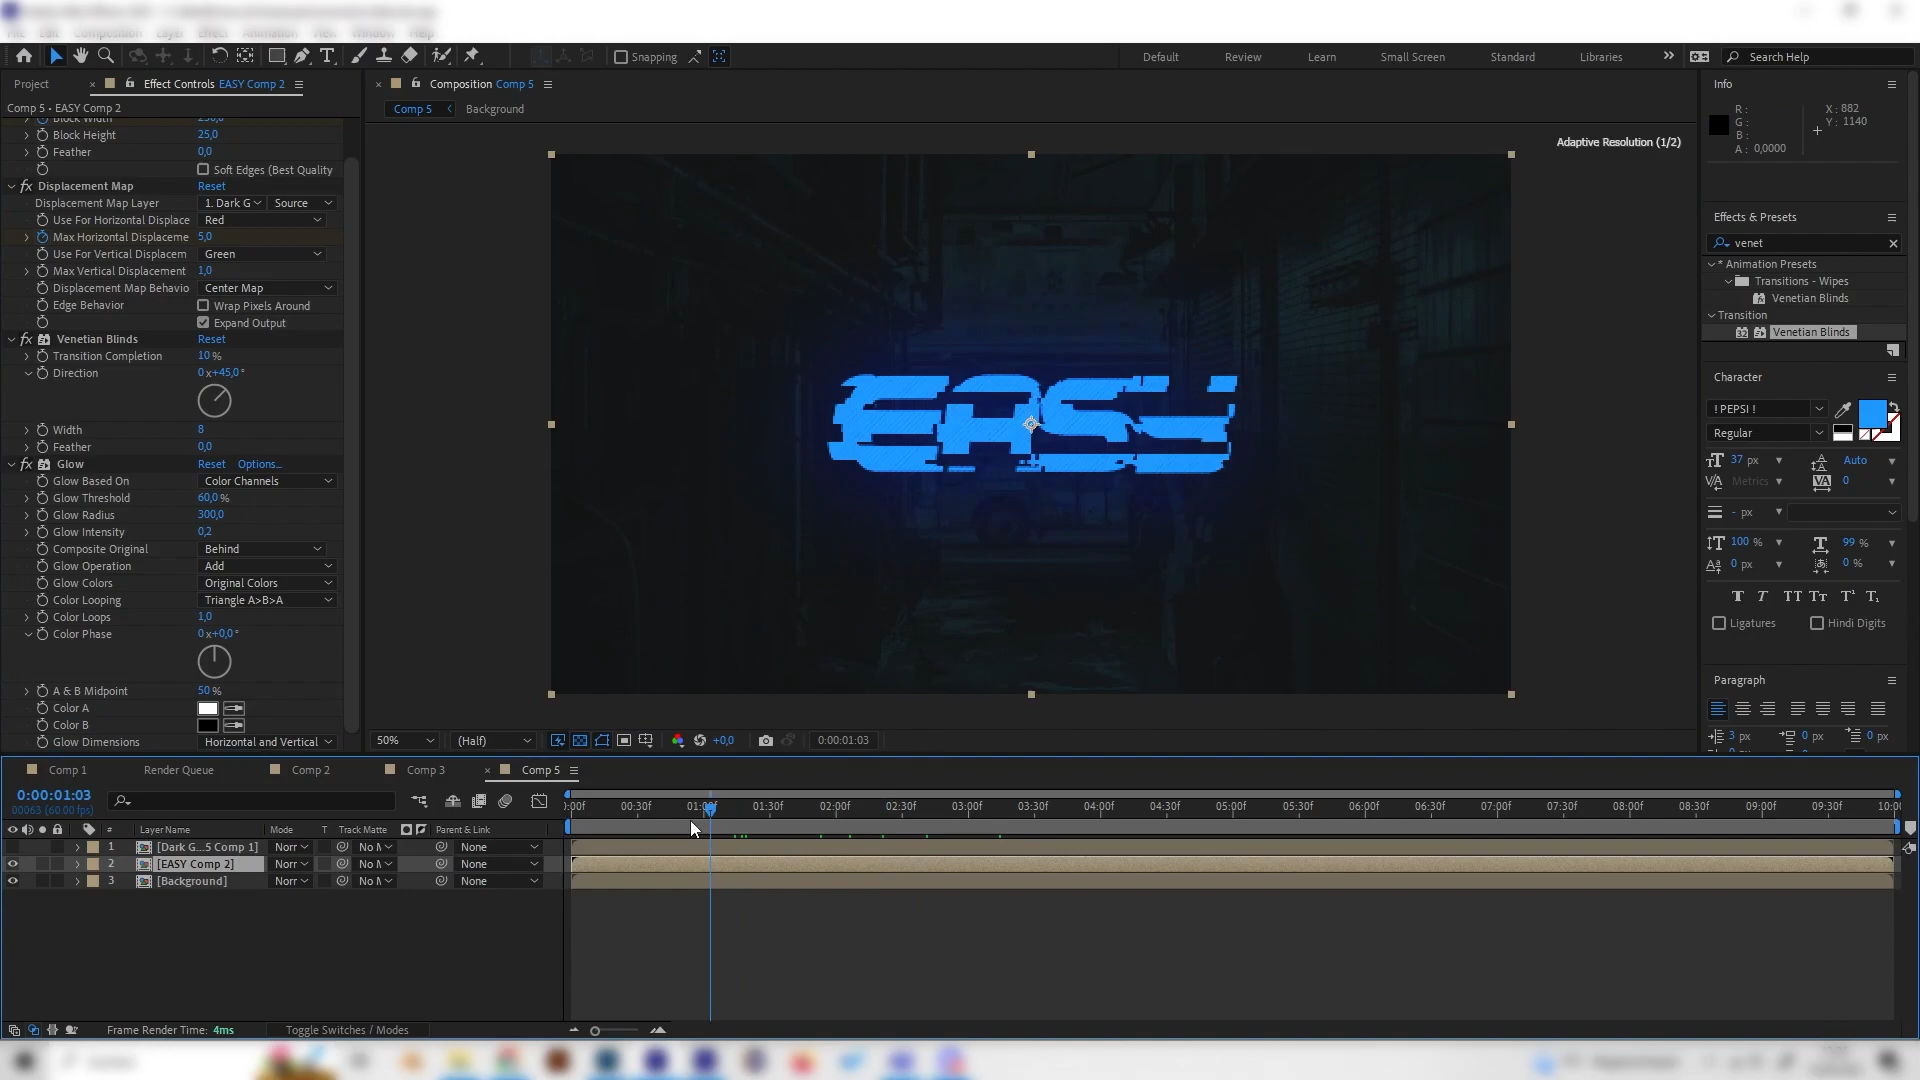 Snapping
Default
Review
Learn
Small Screen
Standard
Libraries
Search Help
Project
Effect Controls EASY Comp 2
Comp 5 • EASY Comp 2
Block Width 250,0
Block Height 25,0
Feather 0,0
Soft Edges (Best Quality
Displacement Map Reset
Displacement Map Layer 1. Dark G Source
Use For Horizontal Displace Red
Max Horizontal Displaceme 5,0
Use For Vertical Displacem Green
Max Vertical Displacement 1,0
Displacement Map Behavio Center Map
Edge Behavior Wrap Pixels Around
Expand Output
Venetian Blinds Reset
Transition Completion 10 %
Direction 0x+45,0°
Width 8
Feather 0,0
Glow Reset Options...
Glow Based On Color Channels
Glow Threshold 60,0 %
Glow Radius 300,0
Glow Intensity 0,2
Composite Original Behind
Glow Operation Add
Glow Colors Original Colors
Color Looping Triangle A>B>A
Color Loops 1,0
Color Phase 0x+0,0°
A & B Midpoint 50 %
Color A
Color B
Glow Dimensions Horizontal and Vertical
Composition Comp 5
Comp 5 Background
Adaptive Resolution (1/2)
EASY
50% (Half) +0,0 0:00:01:03
Info
R :
G :
B :
A : 0,0000
X : 882
Y : 1140
Effects & Presets
venet
* Animation Presets
Transitions - Wipes
Venetian Blinds
Transition
32 Venetian Blinds
Character
! PEPSI !
Regular
37 px Auto
Metrics 0
- px
100 % 99 %
0 px 0 %
Ligatures Hindi Digits
Paragraph
3 px 0 px 0 px
Comp 1 Render Queue Comp 2 Comp 3 Comp 5
0:00:01:03
00063 (60.00 fps)
:00f 00:30f 01:00f 01:30f 02:00f 02:30f 03:00f 03:30f 04:00f 04:30f 05:00f 05:30f 06:00f 06:30f 07:00f 07:30f 08:00f 08:30f 09:00f 09:30f 10:0
# Layer Name Mode T Track Matte Parent & Link
1 [Dark G...5 Comp 1] Norr No M None
2 [EASY Comp 2] Norr No M None
3 [Background] Norr No M None
Frame Render Time: 4ms Toggle Switches / Modes